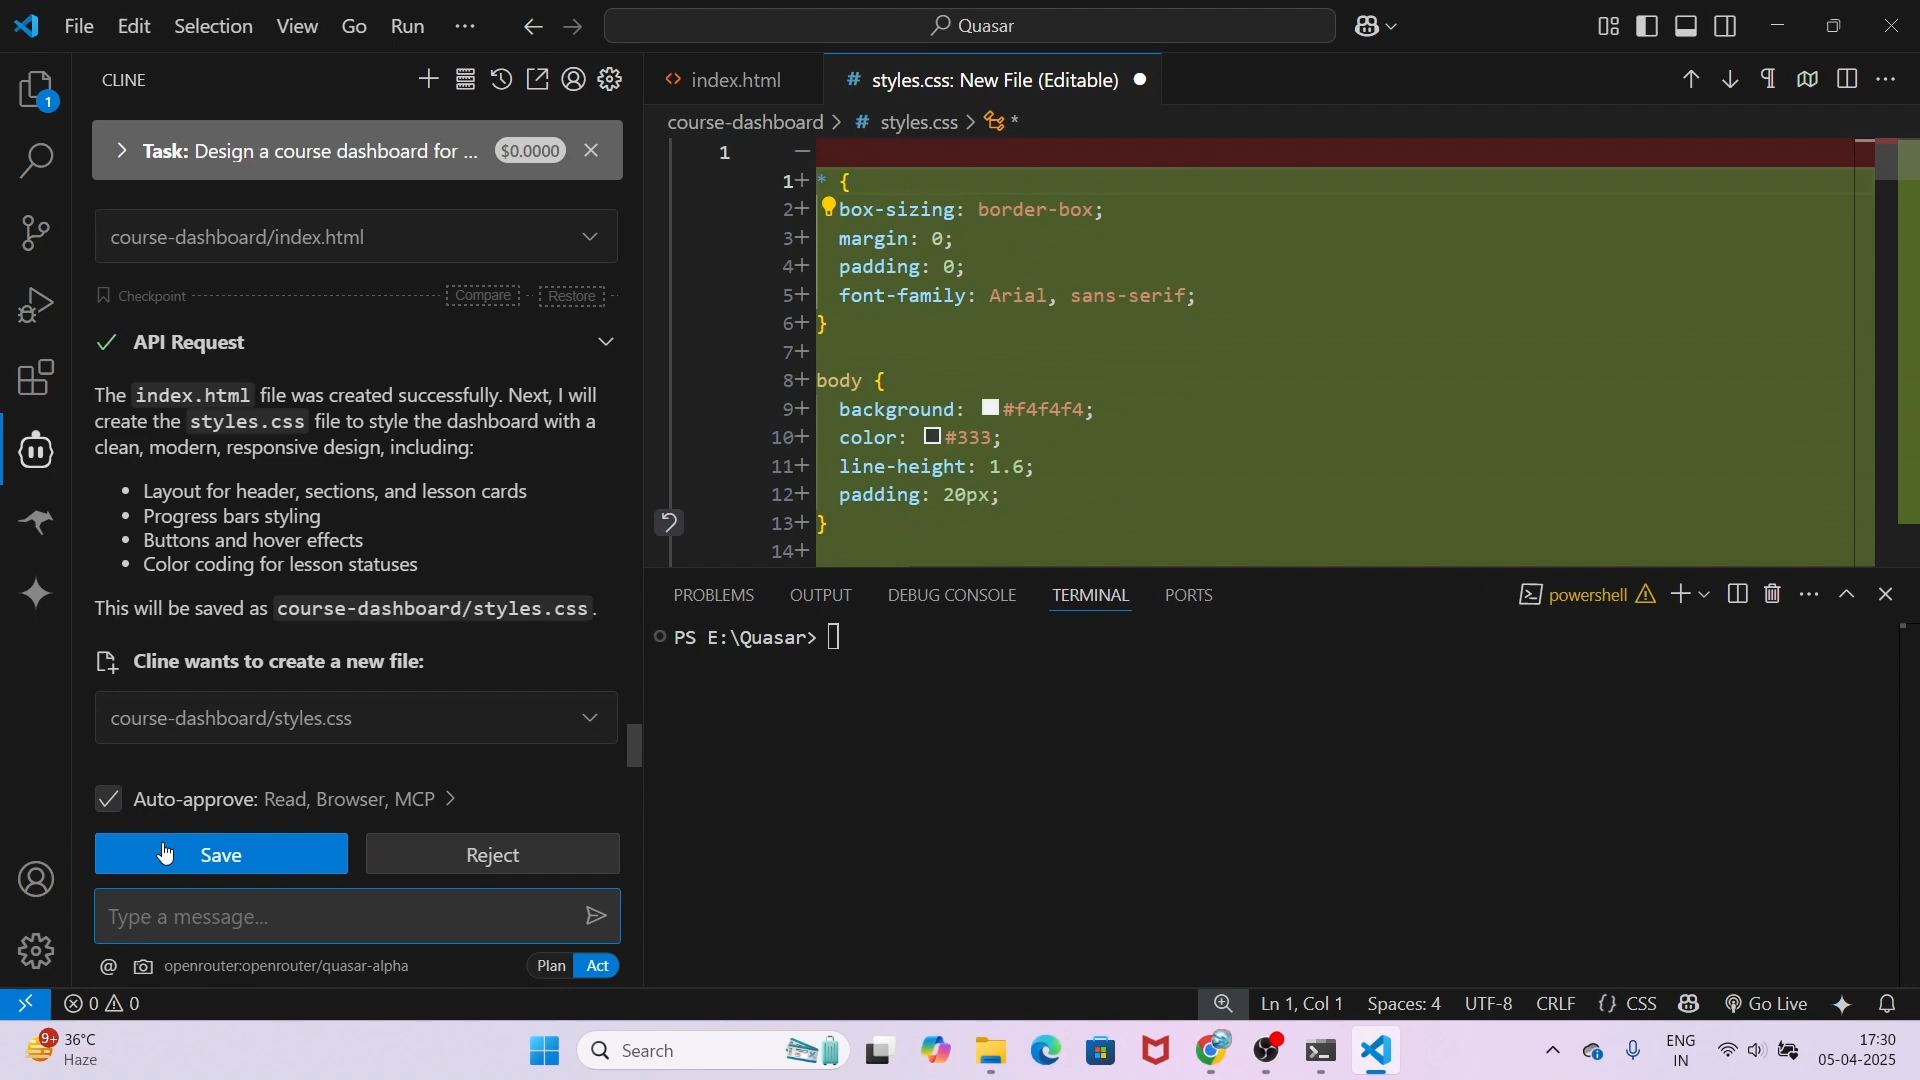 File Edit Selection View Go Run ···
Quasar
CLINE
Task: Design a course dashboard for ... $0.0000
course-dashboard/index.html
Checkpoint Compare Restore
API Request
The index.html file was created successfully. Next, I will
create the styles.css file to style the dashboard with a
clean, modern, responsive design, including:
• Layout for header, sections, and lesson cards
• Progress bars styling
• Buttons and hover effects
• Color coding for lesson statuses
This will be saved as course-dashboard/styles.css.
Cline wants to create a new file:
course-dashboard/styles.css
Auto-approve: Read, Browser, MCP >
Save Reject
Type a message...
@ openrouter:openrouter/quasar-alpha Plan Act
1
<> index.html # styles.css: New File (Editable)
course-dashboard > # styles.css > *
1 —
1+ * {
2+ box-sizing: border-box;
3+ margin: 0;
4+ padding: 0;
5+ font-family: Arial, sans-serif;
6+ }
7+
8+ body {
9+ background: #f4f4f4;
10+ color: #333;
11+ line-height: 1.6;
12+ padding: 20px;
13+ }
14+
PROBLEMS OUTPUT DEBUG CONSOLE TERMINAL PORTS powershell
PS E:\Quasar>
0 0 Ln 1, Col 1 Spaces: 4 UTF-8 CRLF {} CSS Go Live
9+ 36°C
Haze
Search
ENG
IN
17:30
05-04-2025